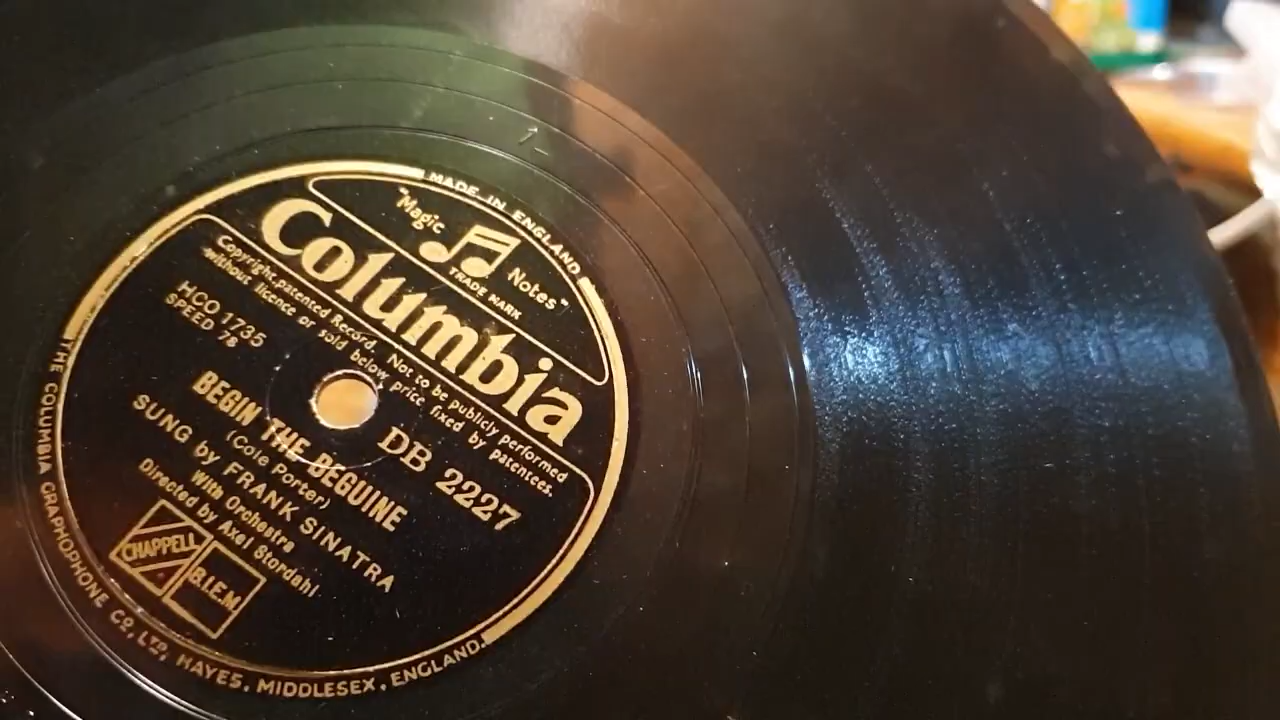 MADE IN ENGLAND
"Magic Notes"
TRADE MARK
Columbia
Copyright, patented Record. Not to be publicly performed
without licence or sold below price fixed by patentees.
HCO 1735
SPEED 78
DB 2227
BEGIN THE BEGUINE
(Cole Porter)
SUNG by FRANK SINATRA
With Orchestra
Directed by Axel Stordahl
CHAPPELL
B.I.E.M.
THE COLUMBIA GRAPHOPHONE CO, LTD, HAYES, MIDDLESEX, ENGLAND.